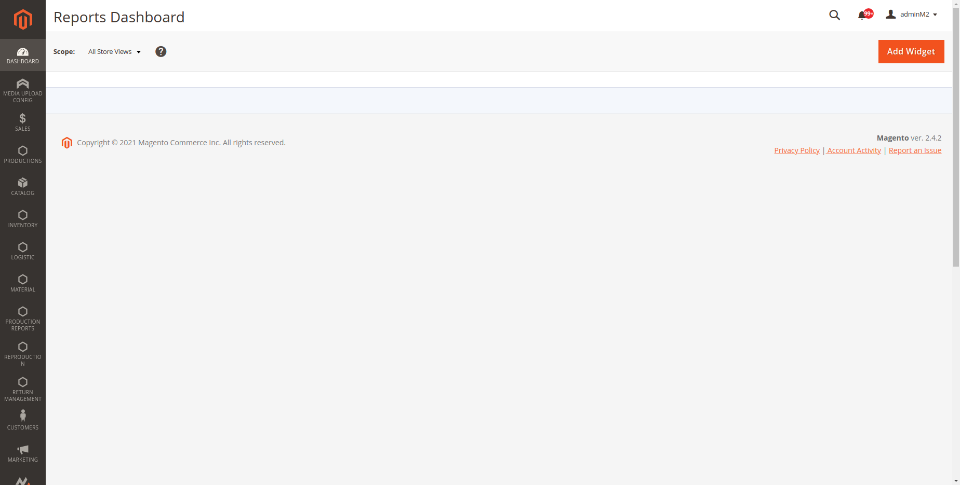 Reports Dashboard
99+
adminM2
Scope:
All Store Views
?
Add Widget
DASHBOARD
MEDIA UPLOAD
CONFIG
SALES
PRODUCTIONS
CATALOG
INVENTORY
LOGISTIC
MATERIAL
PRODUCTION
REPORTS
REPRODUCTIO
N
RETURN
MANAGEMENT
CUSTOMERS
MARKETING
Copyright © 2021 Magento Commerce Inc. All rights reserved.
Magento ver. 2.4.2
Privacy Policy | Account Activity | Report an Issue